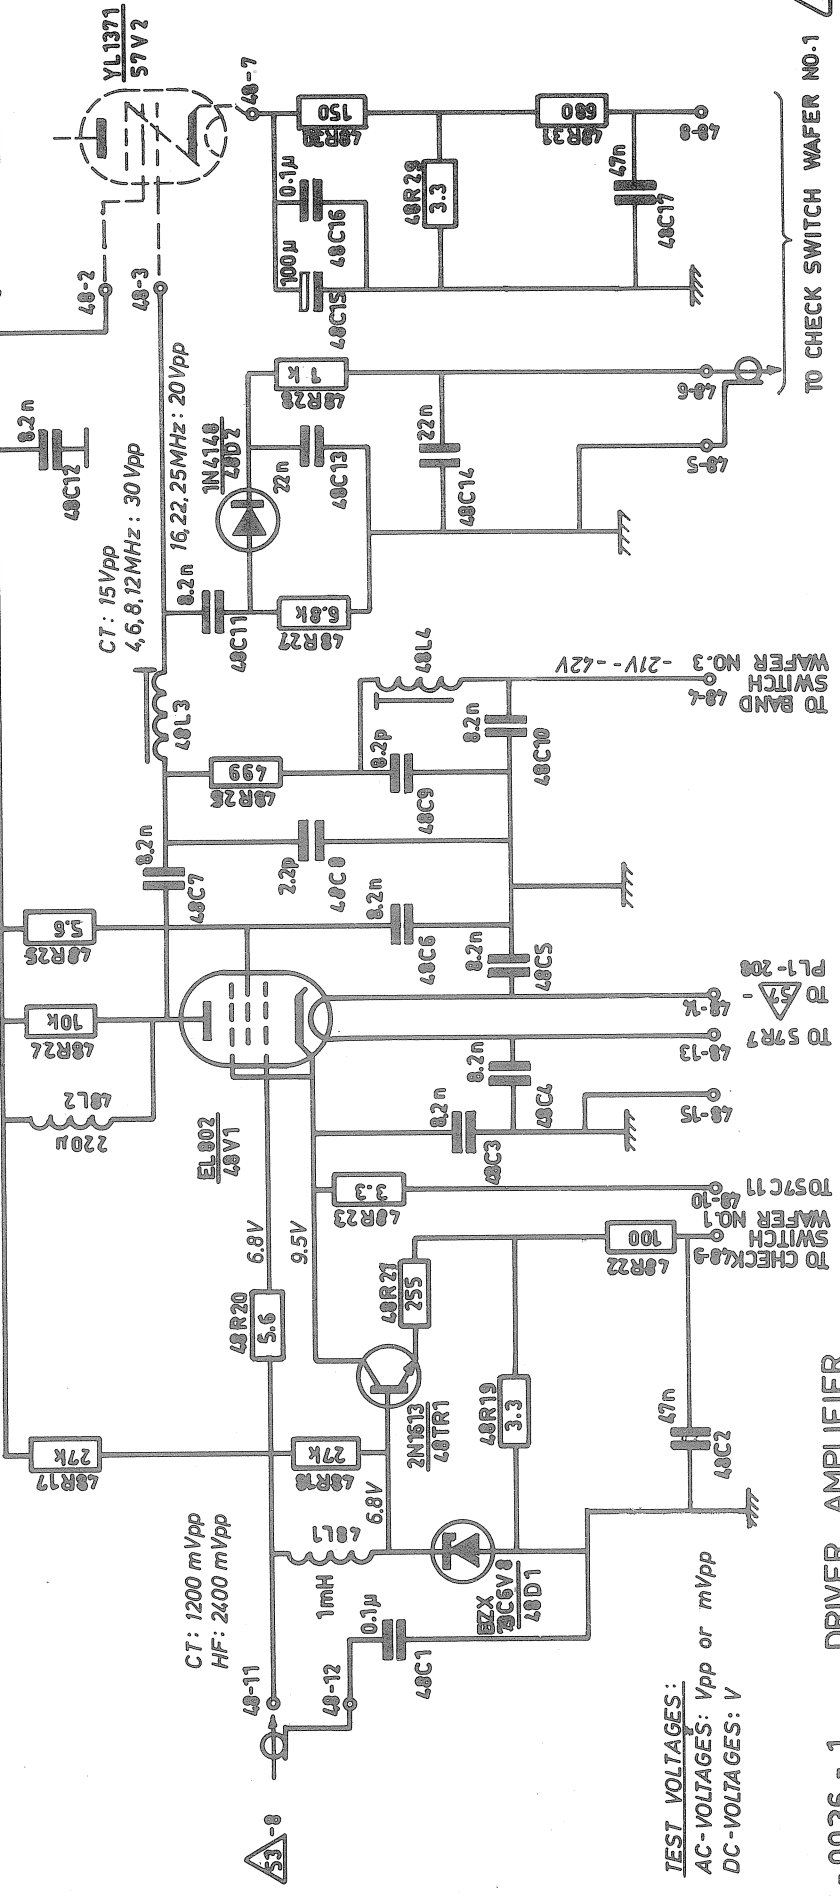 53 -8
48-11
48-12
CT: 1200 mVpp
HF: 2400 mVpp
0.1µ
48C1
1mH
48L1
6.8V
BZX
79C6V8
48D1
48R17
27k
48R18
27k
2N1613
48TR1
48R19
3.3
47n
48C2
48R20
5.6
6.8V
9.5V
48R21
255
48R22
100
TO CHECK
SWITCH
WAFER NO.1
48-9
48R23
3.3
48-10
TO57C11
EL802
48V1
220µ
48L2
48R24
10k
8.2n
48C3
8.2n
48C4
48-15
48-13
TO 57R7
48-14
TO 57 -
PL1-208
8.2n
48C5
48R25
5.6
8.2n
48C6
8.2n
48C7
2.2p
48C8
48R26
499
8.2p
48C9
48L3
48L4
8.2n
48C10
-21V--42V
48-4
TO BAND
SWITCH
WAFER NO.3
CT: 15Vpp
4,6,8,12MHz: 30Vpp
16,22,25MHz: 20Vpp
8.2n
48C11
48R27
6.8k
1N4148
48D2
22n
48C13
48R28
1k
22n
48C14
48-5
48-6
8.2n
48C12
48-2
48-3
YL1371
57V2
48-7
100µ
48C15
0.1µ
48C16
48R29
3.3
48R30
150
48R31
680
47n
48C17
48-8
TO CHECK SWITCH WAFER NO.1
TEST VOLTAGES:
AC-VOLTAGES: Vpp or mVpp
DC-VOLTAGES: V
DRIVER AMPLIFIER